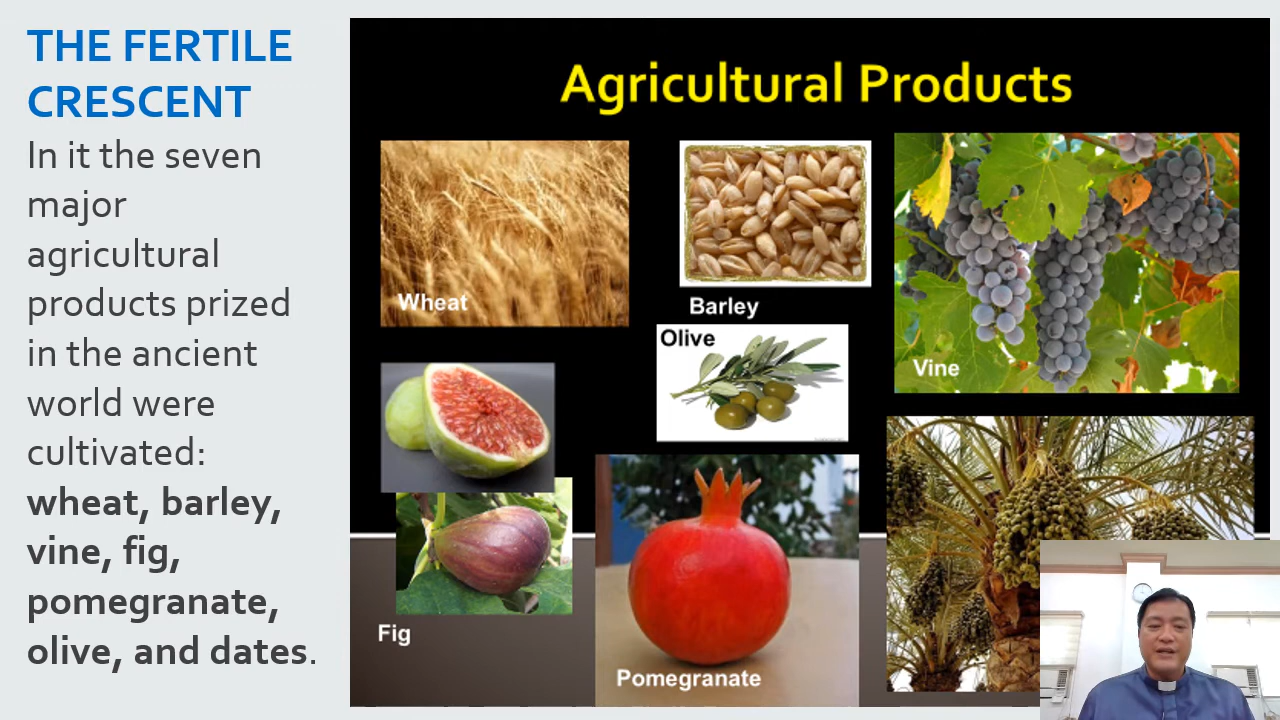 THE FERTILE
CRESCENT
In it the seven
major
agricultural
products prized
in the ancient
world were
cultivated:
wheat, barley,
vine, fig,
pomegranate,
olive, and dates.
Agricultural Products
Wheat
Barley
Vine
Olive
Fig
Pomegranate